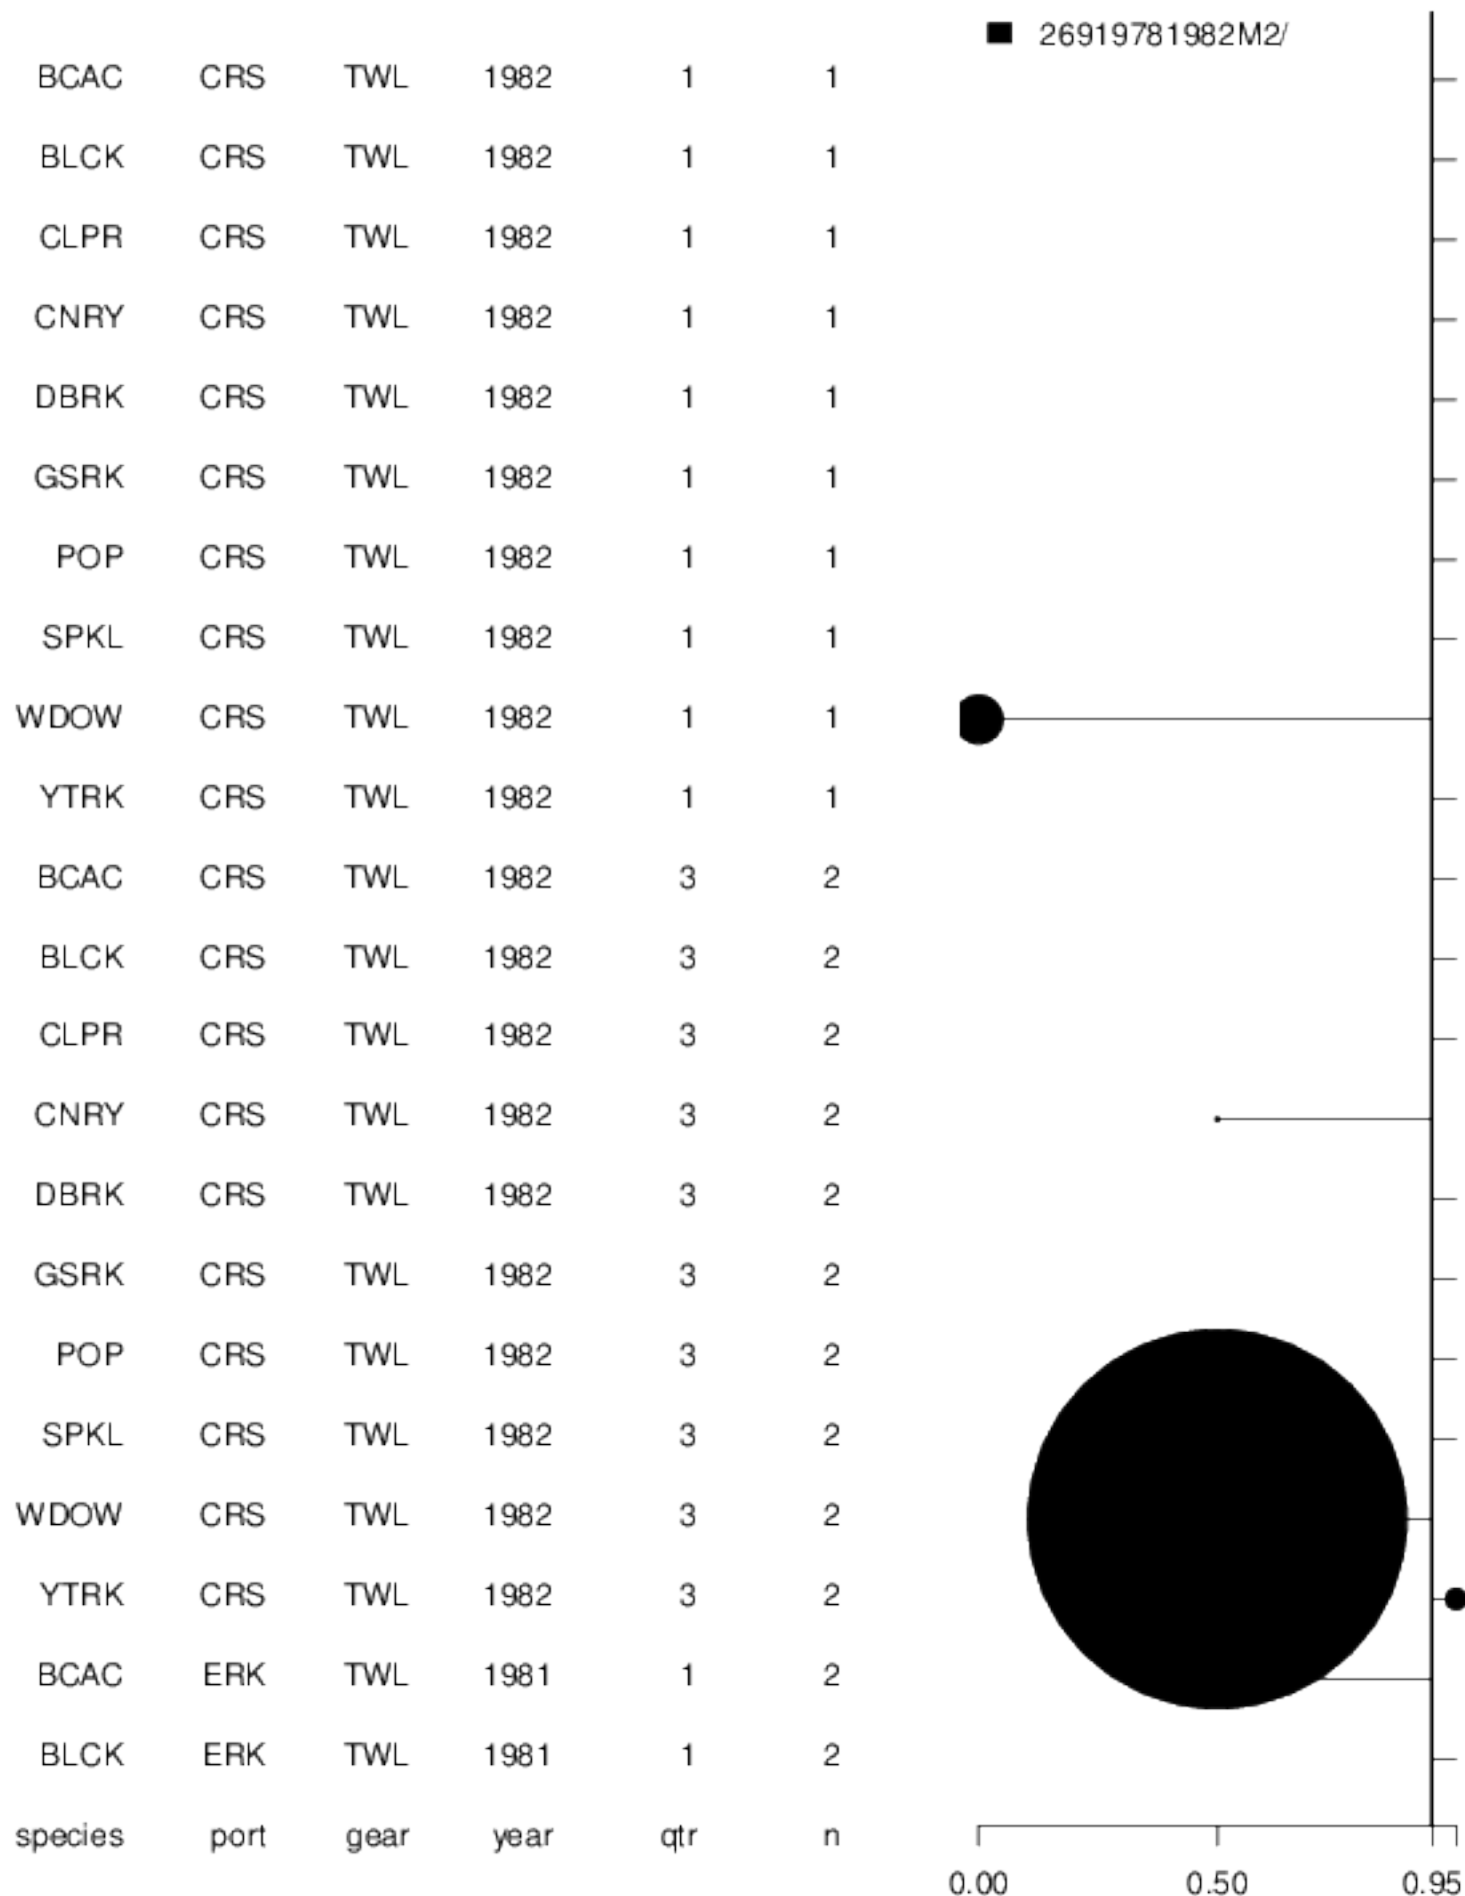 26919781982M2/
BCAC CRS TWL 1982 1 1
BLCK CRS TWL 1982 1 1
CLPR CRS TWL 1982 1 1
CNRY CRS TWL 1982 1 1
DBRK CRS TWL 1982 1 1
GSRK CRS TWL 1982 1 1
POP CRS TWL 1982 1 1
SPKL CRS TWL 1982 1 1
WDOW CRS TWL 1982 1 1
YTRK CRS TWL 1982 1 1
BCAC CRS TWL 1982 3 2
BLCK CRS TWL 1982 3 2
CLPR CRS TWL 1982 3 2
CNRY CRS TWL 1982 3 2
DBRK CRS TWL 1982 3 2
GSRK CRS TWL 1982 3 2
POP CRS TWL 1982 3 2
SPKL CRS TWL 1982 3 2
WDOW CRS TWL 1982 3 2
YTRK CRS TWL 1982 3 2
BCAC ERK TWL 1981 1 2
BLCK ERK TWL 1981 1 2
species port gear year qtr n
0.00 0.50 0.95